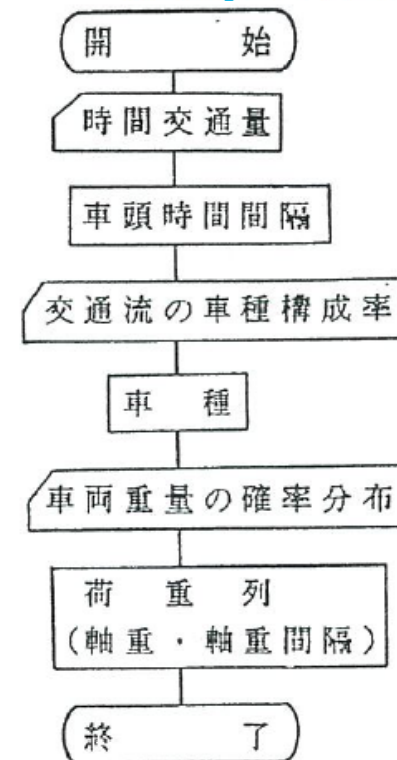 開始
時間交通量
車頭時間間隔
交通流の車種構成率
車種
車両重量の確率分布
荷重列
(軸重・軸重間隔)
終了